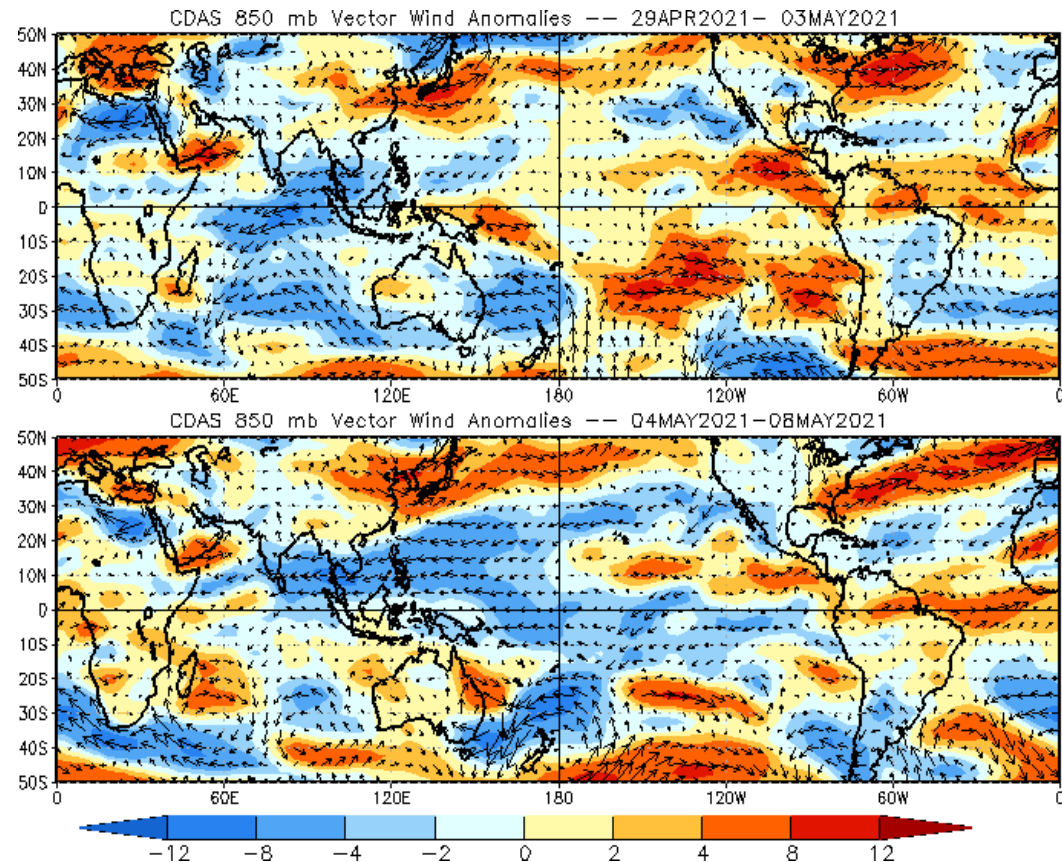 CDAS 850 mb Vector Wind Anomalies -- 29APR2021- 03MAY2021
50N
40N
30N
20N
10N
0
10S
20S
30S
40S
50S
0 60E 120E 180 120W 60W 0
CDAS 850 mb Vector Wind Anomalies -- 04MAY2021-08MAY2021
50N
40N
30N
20N
10N
0
10S
20S
30S
40S
50S
0 60E 120E 180 120W 60W 0
-12 -8 -4 -2 0 2 4 8 12